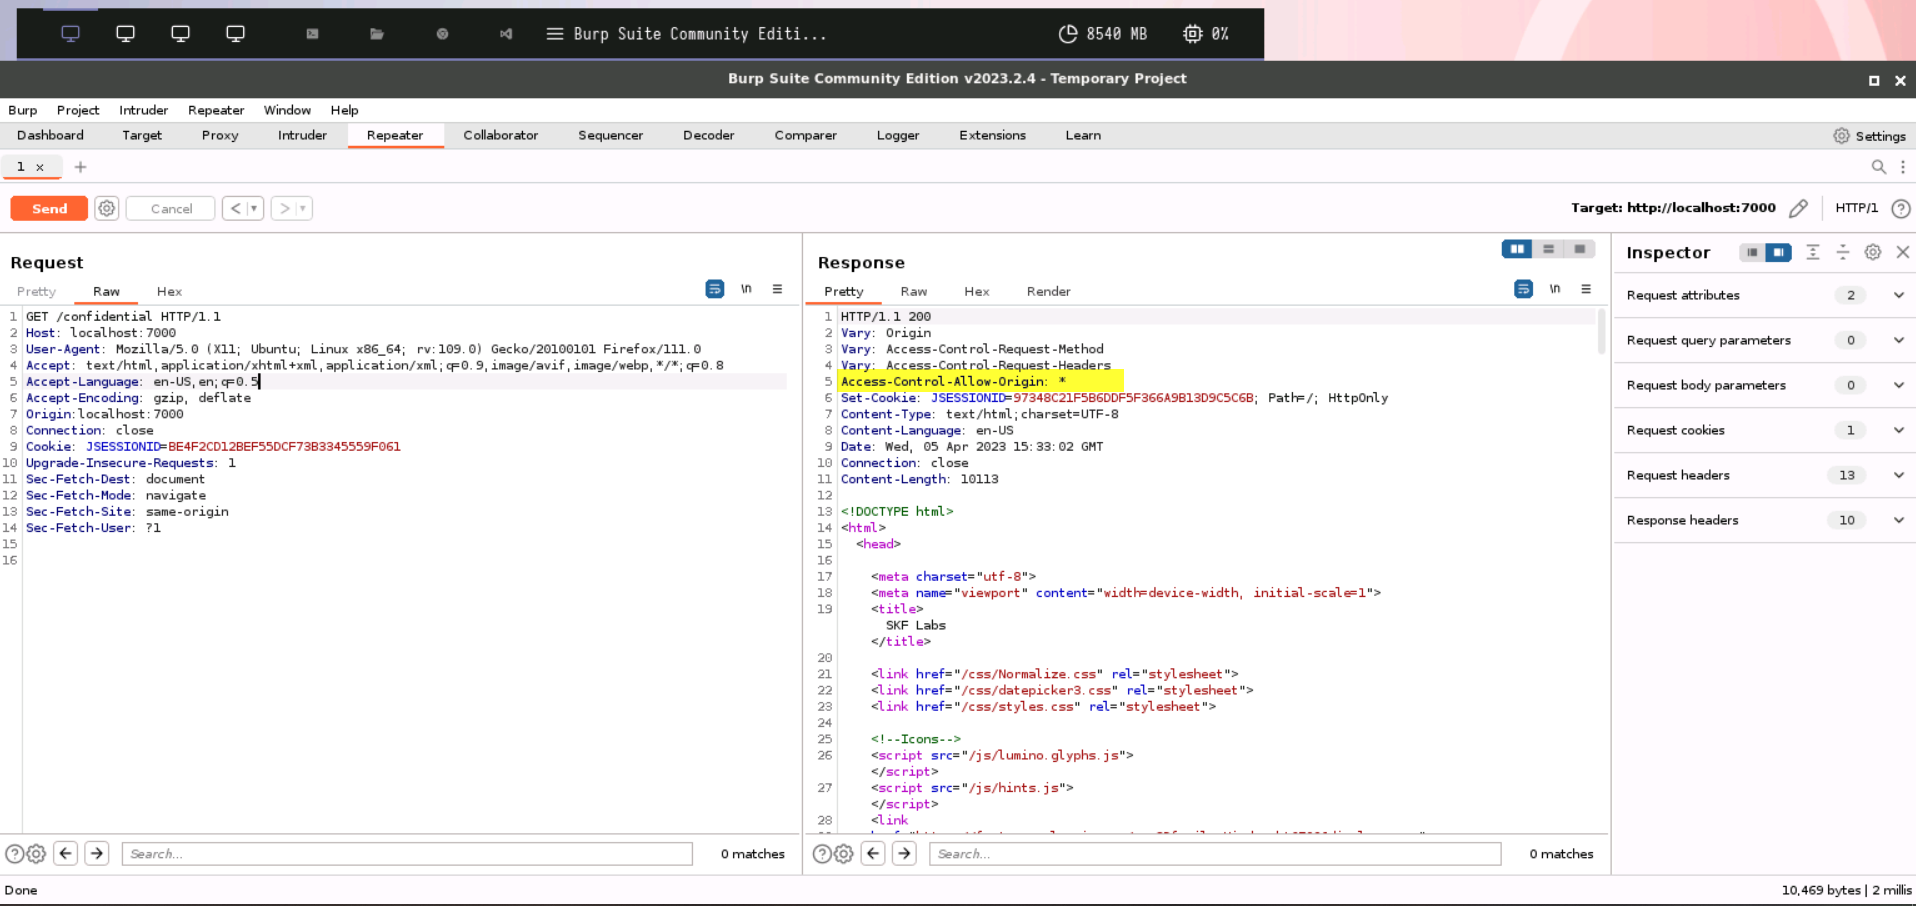 Burp Suite Community Editi... 8540 MB 0%
Burp Suite Community Edition v2023.2.4 - Temporary Project
Burp Project Intruder Repeater Window Help
Dashboard Target Proxy Intruder Repeater Collaborator Sequencer Decoder Comparer Logger Extensions Learn Settings
1 × +
Send Cancel < > Target: http://localhost:7000 HTTP/1 ?
Request
Pretty Raw Hex \n
1 GET /confidential HTTP/1.1
2 Host: localhost:7000
3 User-Agent: Mozilla/5.0 (X11; Ubuntu; Linux x86_64; rv:109.0) Gecko/20100101 Firefox/111.0
4 Accept: text/html,application/xhtml+xml,application/xml;q=0.9,image/avif,image/webp,*/*;q=0.8
5 Accept-Language: en-US,en;q=0.5
6 Accept-Encoding: gzip, deflate
7 Origin:localhost:7000
8 Connection: close
9 Cookie: JSESSIONID=BE4F2CD12BEF55DCF73B3345559F061
10 Upgrade-Insecure-Requests: 1
11 Sec-Fetch-Dest: document
12 Sec-Fetch-Mode: navigate
13 Sec-Fetch-Site: same-origin
14 Sec-Fetch-User: ?1
15
16
Search... 0 matches
Response
Pretty Raw Hex Render \n
1 HTTP/1.1 200
2 Vary: Origin
3 Vary: Access-Control-Request-Method
4 Vary: Access-Control-Request-Headers
5 Access-Control-Allow-Origin: *
6 Set-Cookie: JSESSIONID=97348C21F5B6DDF5F366A9B13D9C5C6B; Path=/; HttpOnly
7 Content-Type: text/html;charset=UTF-8
8 Content-Language: en-US
9 Date: Wed, 05 Apr 2023 15:33:02 GMT
10 Connection: close
11 Content-Length: 10113
12
13 <!DOCTYPE html>
14 <html>
15 <head>
16
17 <meta charset="utf-8">
18 <meta name="viewport" content="width=device-width, initial-scale=1">
19 <title>
SKF Labs
</title>
20
21 <link href="/css/Normalize.css" rel="stylesheet">
22 <link href="/css/datepicker3.css" rel="stylesheet">
23 <link href="/css/styles.css" rel="stylesheet">
24
25 <!--Icons-->
26 <script src="/js/lumino.glyphs.js">
</script>
27 <script src="/js/hints.js">
</script>
28 <link
Search... 0 matches
Inspector
Request attributes 2
Request query parameters 0
Request body parameters 0
Request cookies 1
Request headers 13
Response headers 10
Done 10,469 bytes | 2 millis